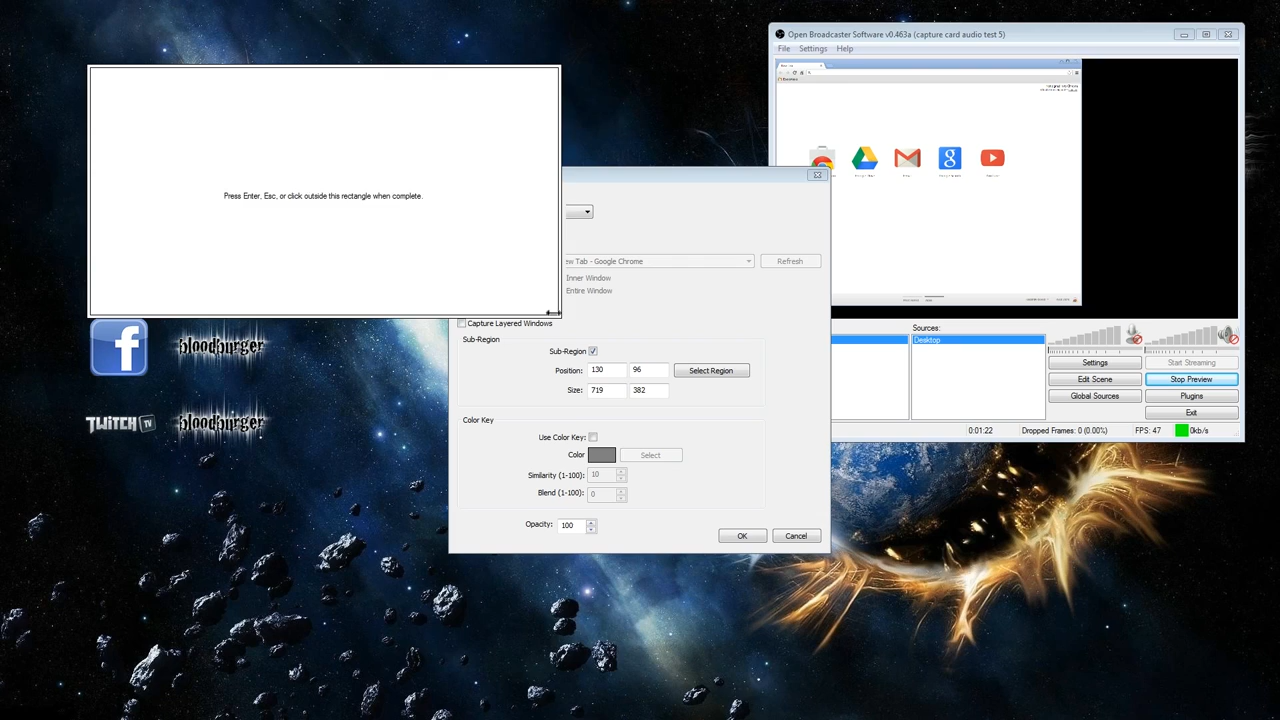 Open Broadcaster Software v0.463a (capture card audio test 5)
File Settings Help
Press Enter, Esc, or click outside this rectangle when complete.
ew Tab - Google Chrome
Refresh
Inner Window
Entire Window
Capture Layered Windows
Sub-Region
Sub-Region
Position: 130 96
Select Region
Size: 719 382
Color Key
Use Color Key:
Color
Select
Similarity (1-100): 10
Blend (1-100): 0
Opacity: 100
OK
Cancel
Sources:
Desktop
Settings
Start Streaming
Edit Scene
Stop Preview
Global Sources
Plugins
Exit
0:01:22
Dropped Frames: 0 (0.00%)
FPS: 47
0kb/s
f
bloodburger
TWITCH TV
bloodburger